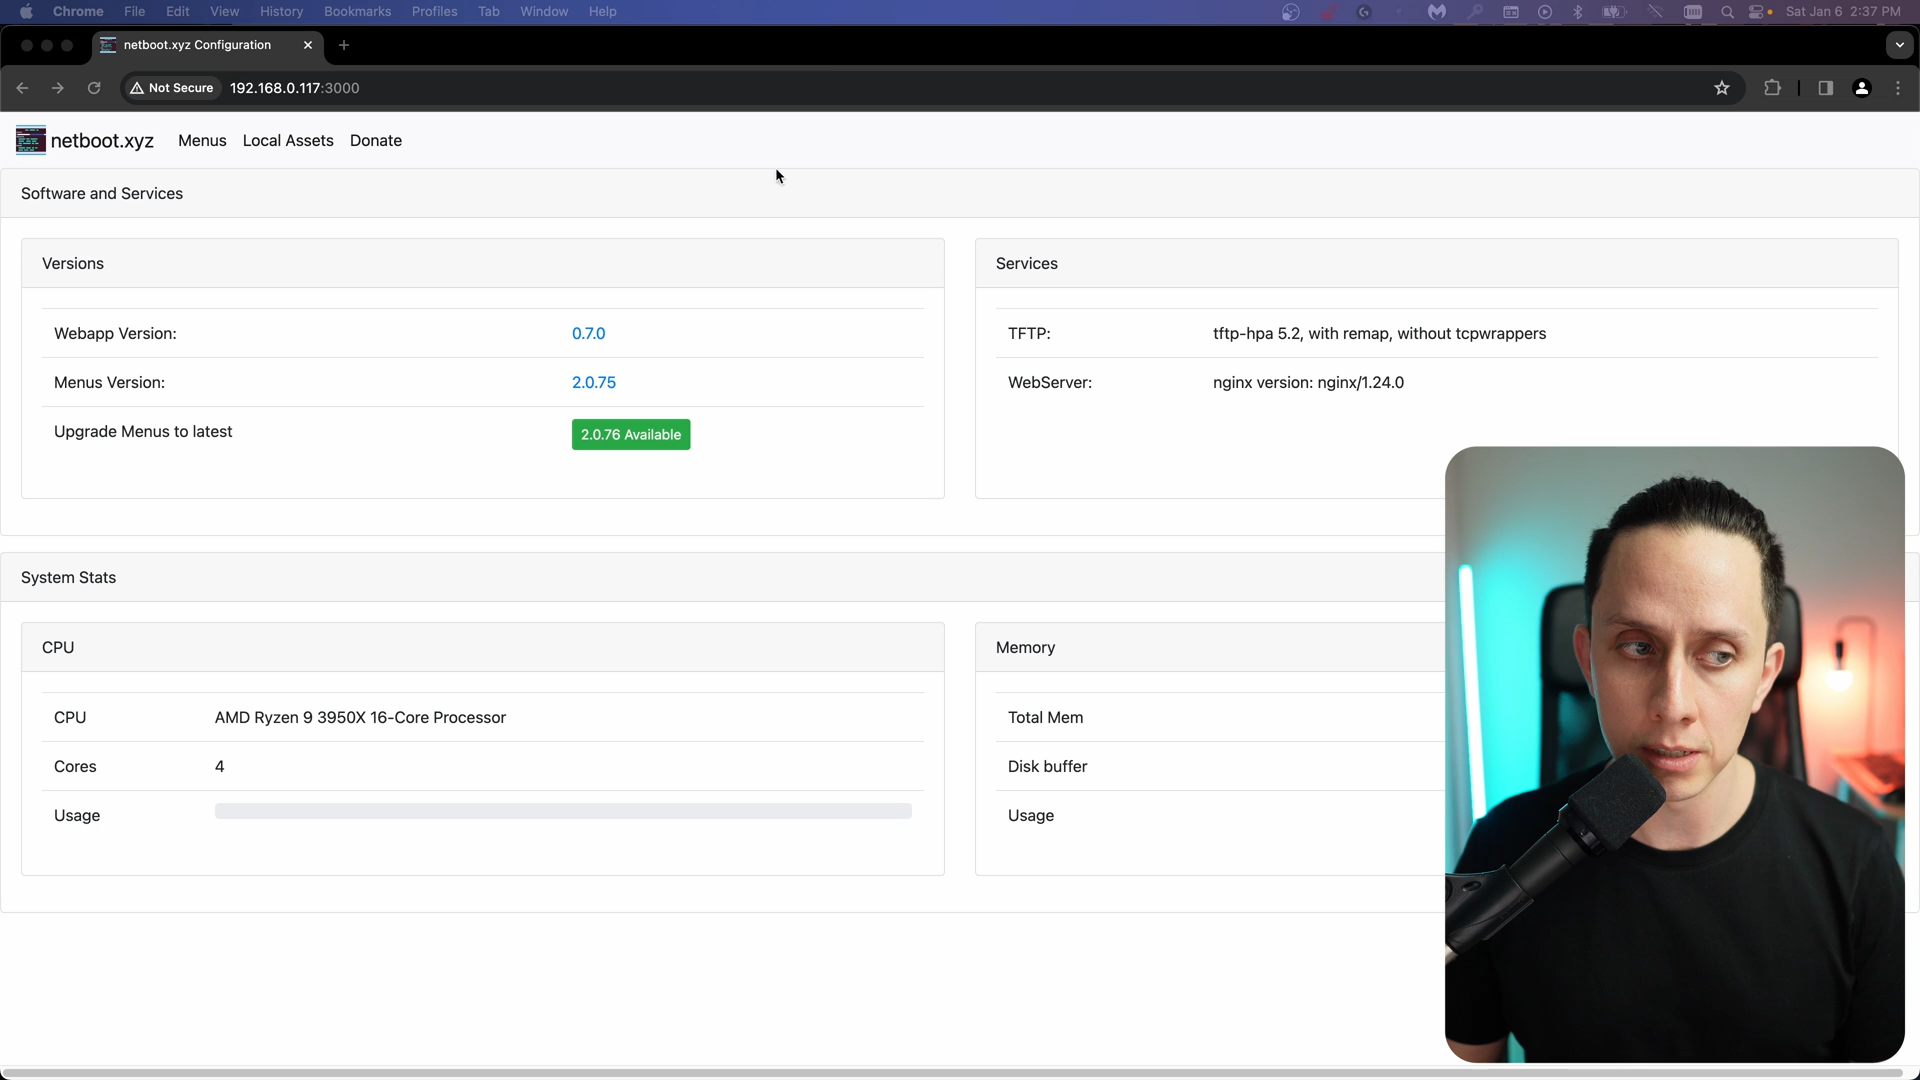 Chrome File Edit View History Bookmarks Profiles Tab Window Help Sat Jan 6 2:37 PM
netboot.xyz Configuration
Not Secure 192.168.0.117:3000
netboot.xyz Menus Local Assets Donate
Software and Services
Versions
Webapp Version: 0.7.0
Menus Version: 2.0.75
Upgrade Menus to latest 2.0.76 Available
Services
TFTP: tftp-hpa 5.2, with remap, without tcpwrappers
WebServer: nginx version: nginx/1.24.0
System Stats
CPU
CPU AMD Ryzen 9 3950X 16-Core Processor
Cores 4
Usage
Memory
Total Mem
Disk buffer
Usage